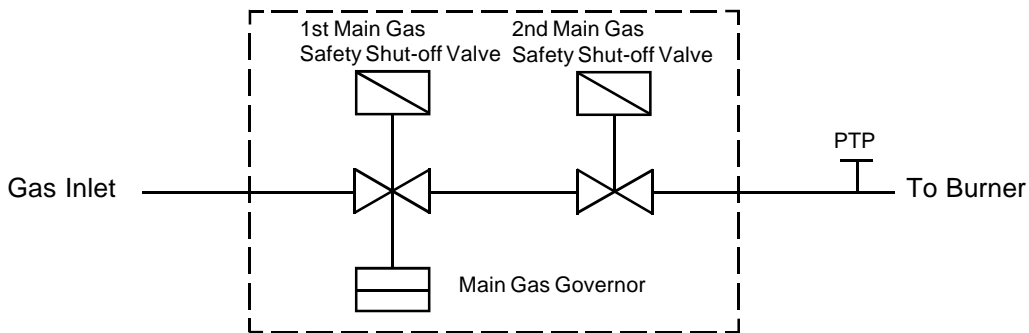 1st Main Gas
Safety Shut-off Valve
2nd Main Gas
Safety Shut-off Valve
PTP
Gas Inlet
To Burner
Main Gas Governor